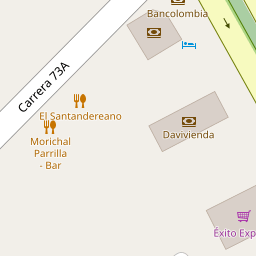 Bancolombia
Carrera 73A
El Santandereano
Morichal
Parrilla
- Bar
Davivienda
Éxito Exp